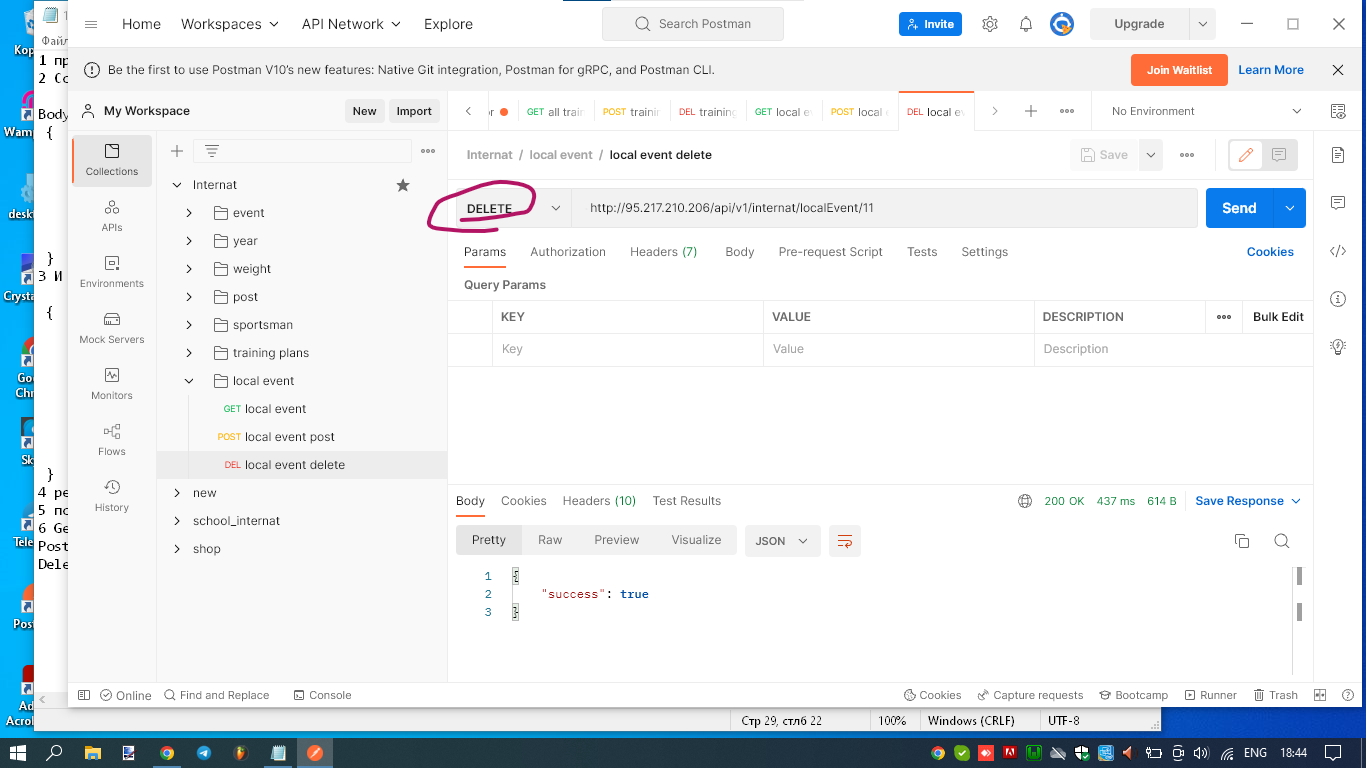 Home Workspaces API Network Explore Search Postman Invite Upgrade
Be the first to use Postman V10's new features: Native Git integration, Postman for gRPC, and Postman CLI. Join Waitlist Learn More
My Workspace New Import
GET all train POST trainin DEL training GET local e POST local e DEL local ev No Environment
Internat / local event / local event delete Save
DELETE http://95.217.210.206/api/v1/internat/localEvent/11 Send
Params Authorization Headers (7) Body Pre-request Script Tests Settings Cookies
Query Params
KEY VALUE DESCRIPTION Bulk Edit
Key Value Description
Collections
APIs
Environments
Mock Servers
Monitors
Flows
History
Internat
event
year
weight
post
sportsman
training plans
local event
GET local event
POST local event post
DEL local event delete
new
school_internat
shop
Body Cookies Headers (10) Test Results 200 OK 437 ms 614 B Save Response
Pretty Raw Preview Visualize JSON
1 {
2 "success": true
3 }
Online Find and Replace Console Cookies Capture requests Bootcamp Runner Trash
Стр 29, стлб 22 100% Windows (CRLF) UTF-8
Файл
1 пр
2 Сс
Body
{
}
3 И
{
}
4 ре
5 по
6 Ge
Post
Dele
ENG 18:44